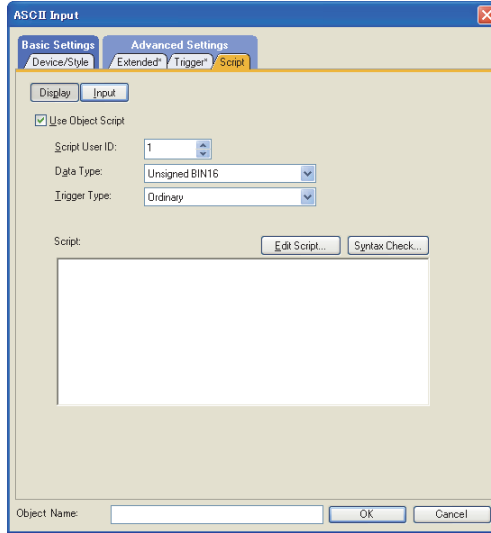 ASCII Input
Basic Settings Advanced Settings
Device/Style Extended* Trigger* Script
Display Input
Use Object Script
Script User ID: 1
Data Type: Unsigned BIN16
Trigger Type: Ordinary
Script: Edit Script... Syntax Check...
Object Name: OK Cancel